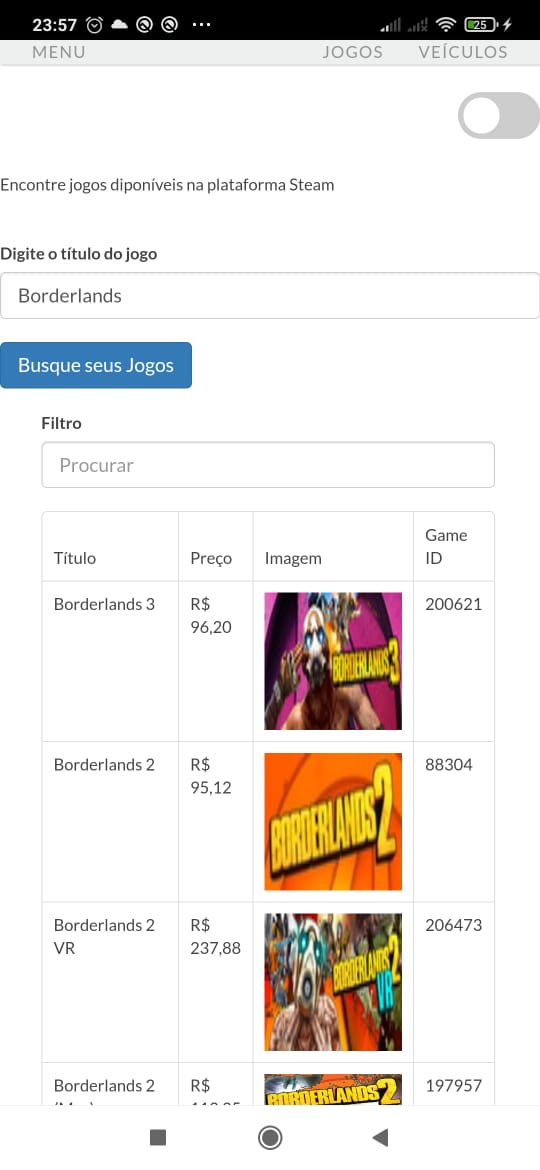 23:57
25
MENU JOGOS VEÍCULOS
Encontre jogos diponíveis na plataforma Steam
Digite o título do jogo
Borderlands
Busque seus Jogos
Filtro
Procurar
Título Preço Imagem Game ID
Borderlands 3 R$ 96,20 200621
BORDERLANDS 3
Borderlands 2 R$ 95,12 88304
BORDERLANDS 2
Borderlands 2 VR R$ 237,88 206473
BORDERLANDS 2 VR
Borderlands 2 R$ 197957
BORDERLANDS 2